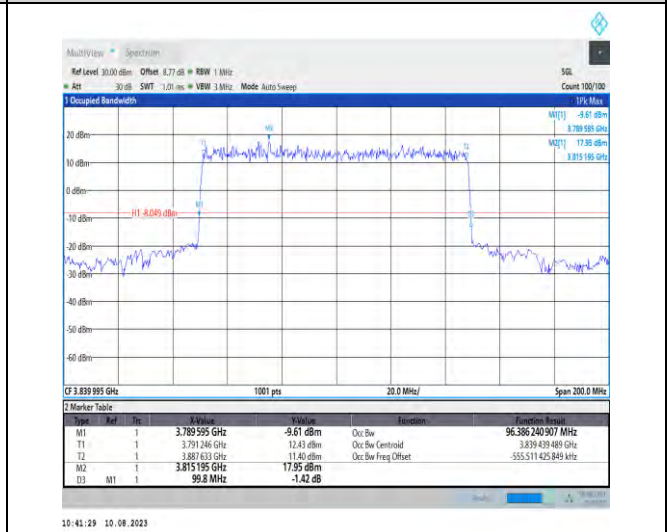 MultiView Spectrum
Ref Level 30.00 dBm Offset 8.77 dB RBW 1 MHz SGL
Att 30 dB SWT 1.01 ms VBW 3 MHz Mode Auto Sweep Count 100/100
1 Occupied Bandwidth 1Pk Max
M1[1] -9.61 dBm
3.789 595 GHz
M2[1] 17.95 dBm
3.815 195 GHz
20 dBm
M2
T1
T2
10 dBm
0 dBm
M1
H1 -8.049 dBm
-10 dBm
-20 dBm
-30 dBm
-40 dBm
-50 dBm
-60 dBm
CF 3.839 995 GHz 1001 pts 20.0 MHz/ Span 200.0 MHz
2 Marker Table
Type Ref Trc X-Value Y-Value Function Function Result
M1 1 3.789 595 GHz -9.61 dBm Occ Bw 96.386 240 907 MHz
T1 1 3.791 246 GHz 12.43 dBm Occ Bw Centroid 3.839 439 489 GHz
T2 1 3.887 633 GHz 11.40 dBm Occ Bw Freq Offset -555.511 425 849 kHz
M2 1 3.815 195 GHz 17.95 dBm
D3 M1 1 99.8 MHz -1.42 dB
10:41:29 10.08.2023